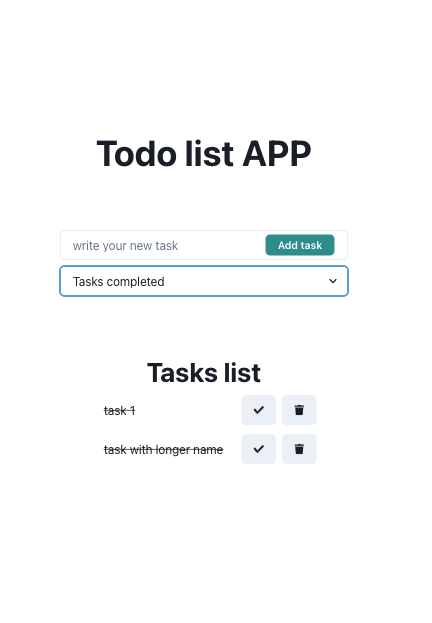 Todo list APP
write your new task
Add task
Tasks completed
Tasks list
task 1
task with longer name